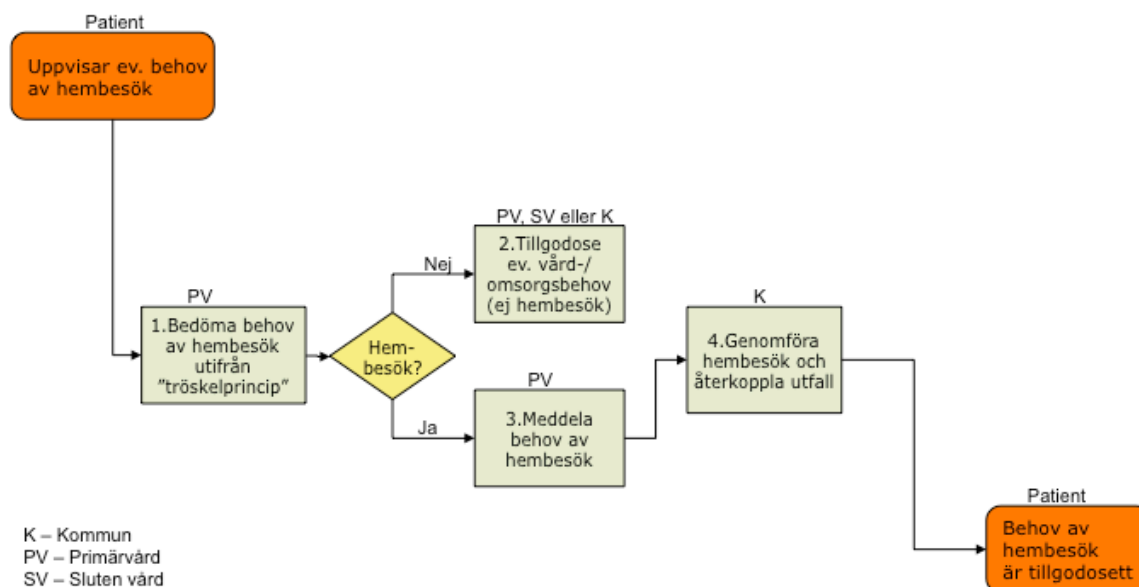 Patient
Uppvisar ev. behov
av hembesök
PV, SV eller K
2.Tillgodose
ev. vård-/
omsorgsbehov
(ej hembesök)
Nej
PV
1.Bedöma behov
av hembesök
utifrån
”tröskelprincip”
Hem-
besök?
Ja
PV
3.Meddela
behov av
hembesök
K
4.Genomföra
hembesök och
återkoppla utfall
Patient
Behov av
hembesök
är tillgodosett
K – Kommun
PV – Primärvård
SV – Sluten vård